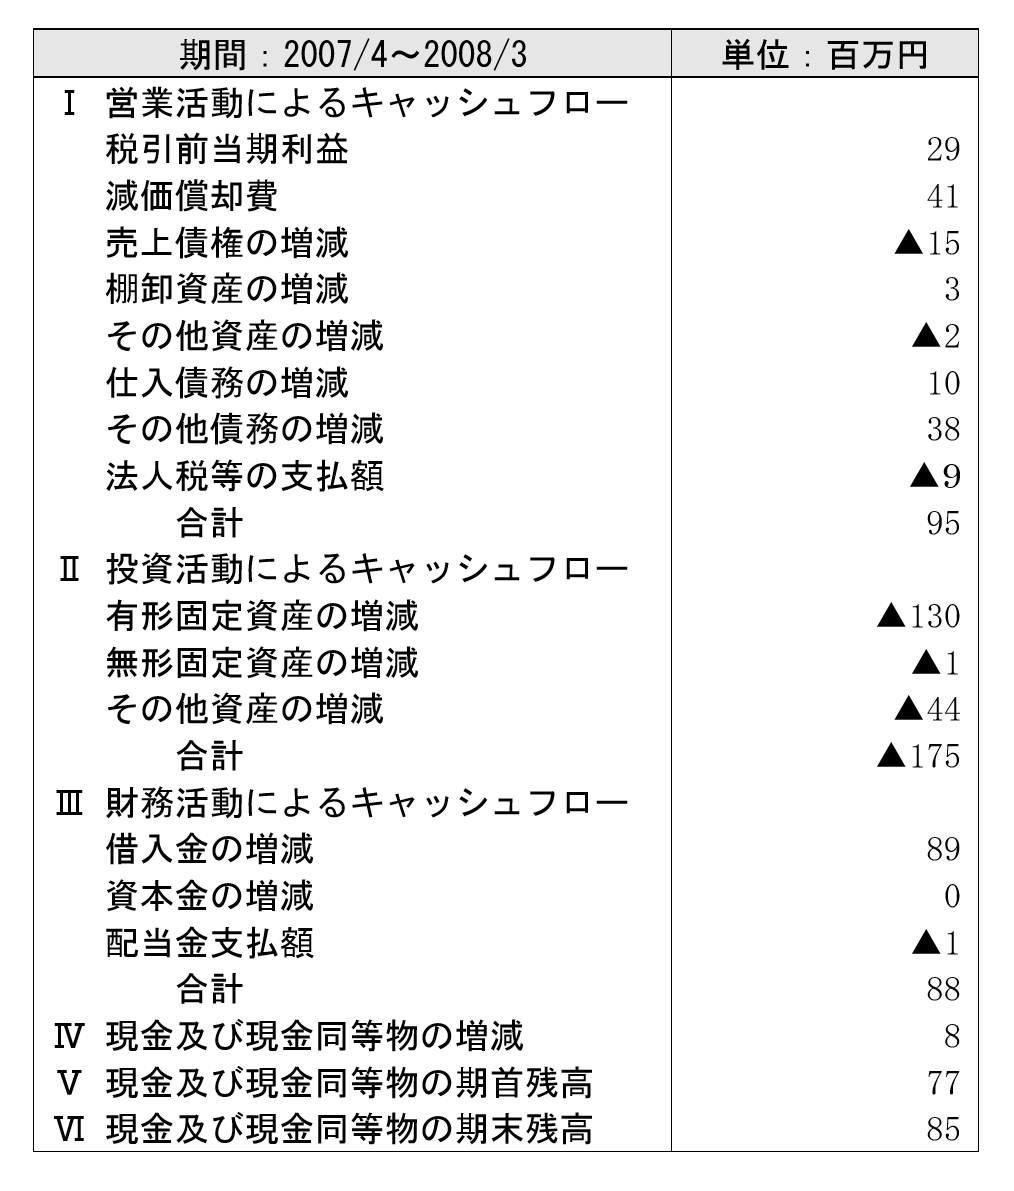 期間：2007/4～2008/3 単位：百万円
Ⅰ 営業活動によるキャッシュフロー
税引前当期利益 29
減価償却費 41
売上債権の増減 ▲15
棚卸資産の増減 3
その他資産の増減 ▲2
仕入債務の増減 10
その他債務の増減 38
法人税等の支払額 ▲9
合計 95
Ⅱ 投資活動によるキャッシュフロー
有形固定資産の増減 ▲130
無形固定資産の増減 ▲1
その他資産の増減 ▲44
合計 ▲175
Ⅲ 財務活動によるキャッシュフロー
借入金の増減 89
資本金の増減 0
配当金支払額 ▲1
合計 88
Ⅳ 現金及び現金同等物の増減 8
Ⅴ 現金及び現金同等物の期首残高 77
Ⅵ 現金及び現金同等物の期末残高 85